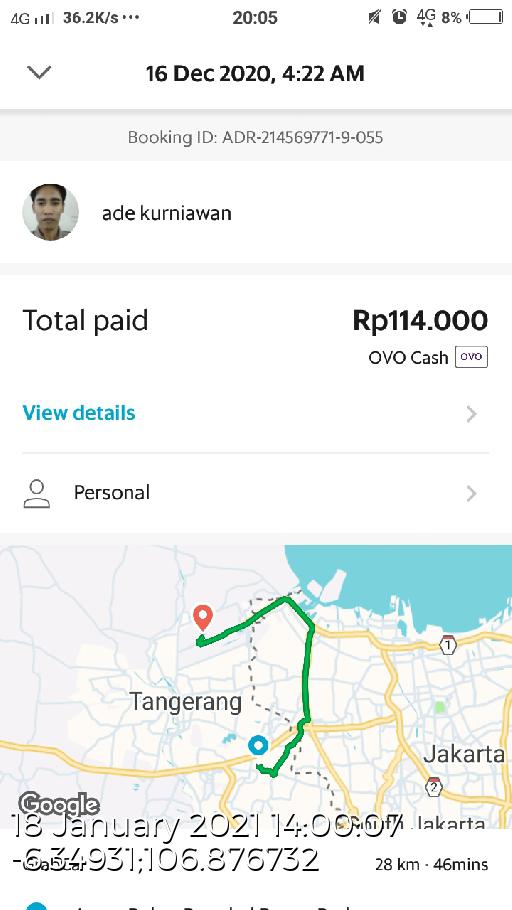 4G 36.2K/s ... 20:05 4G 8%
16 Dec 2020, 4:22 AM
Booking ID: ADR-214569771-9-055
ade kurniawan
Total paid Rp114.000
OVO Cash OVO
View details
Personal
1
Tangerang
Jakarta
2
Google
South Jakarta
18 January 2021 14:00:07
-6.34931;106.876732
28 km · 46mins